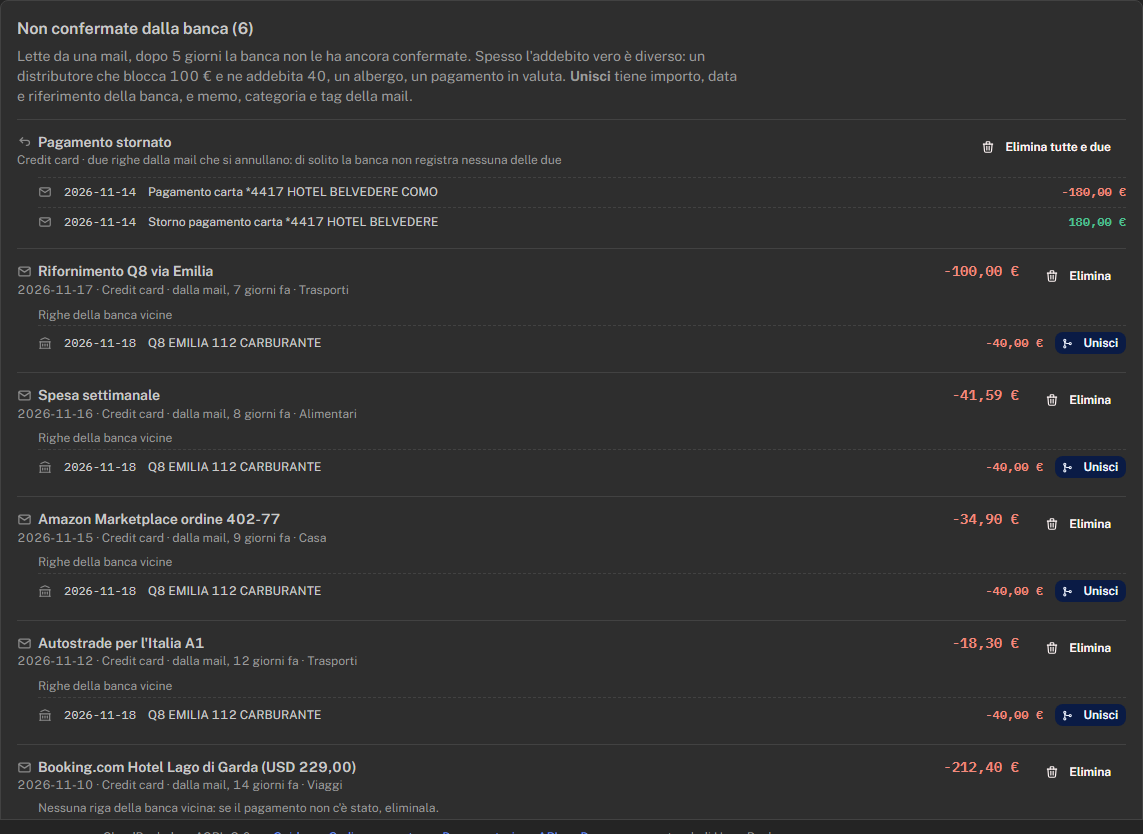 Non confermate dalla banca (6)
Lette da una mail, dopo 5 giorni la banca non le ha ancora confermate. Spesso l'addebito vero è diverso: un
distributore che blocca 100 € e ne addebita 40, un albergo, un pagamento in valuta. Unisci tiene importo, data
e riferimento della banca, e memo, categoria e tag della mail.
Pagamento stornato
Elimina tutte e due
Credit card · due righe dalla mail che si annullano: di solito la banca non registra nessuna delle due
2026-11-14 Pagamento carta *4417 HOTEL BELVEDERE COMO -180,00 €
2026-11-14 Storno pagamento carta *4417 HOTEL BELVEDERE 180,00 €
Rifornimento Q8 via Emilia -100,00 € Elimina
2026-11-17 · Credit card · dalla mail, 7 giorni fa · Trasporti
Righe della banca vicine
2026-11-18 Q8 EMILIA 112 CARBURANTE -40,00 € Unisci
Spesa settimanale -41,59 € Elimina
2026-11-16 · Credit card · dalla mail, 8 giorni fa · Alimentari
Righe della banca vicine
2026-11-18 Q8 EMILIA 112 CARBURANTE -40,00 € Unisci
Amazon Marketplace ordine 402-77 -34,90 € Elimina
2026-11-15 · Credit card · dalla mail, 9 giorni fa · Casa
Righe della banca vicine
2026-11-18 Q8 EMILIA 112 CARBURANTE -40,00 € Unisci
Autostrade per l'Italia A1 -18,30 € Elimina
2026-11-12 · Credit card · dalla mail, 12 giorni fa · Trasporti
Righe della banca vicine
2026-11-18 Q8 EMILIA 112 CARBURANTE -40,00 € Unisci
Booking.com Hotel Lago di Garda (USD 229,00) -212,40 € Elimina
2026-11-10 · Credit card · dalla mail, 14 giorni fa · Viaggi
Nessuna riga della banca vicina: se il pagamento non c'è stato, eliminala.